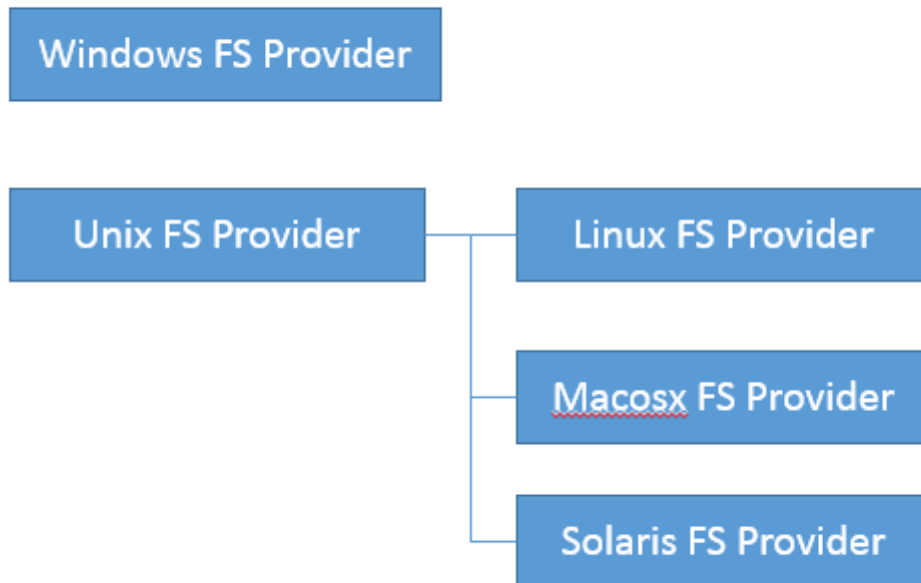 Windows FS Provider
Unix FS Provider
Linux FS Provider
Macosx FS Provider
Solaris FS Provider